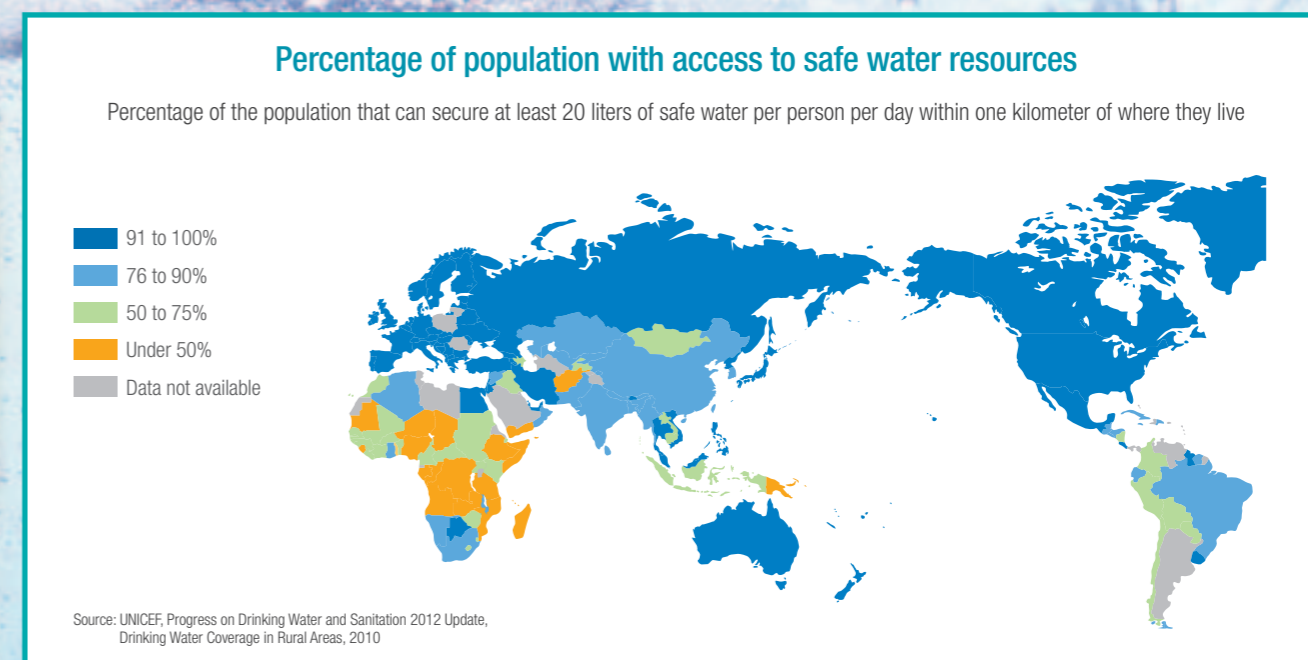 Percentage of population with access to safe water resources
Percentage of the population that can secure at least 20 liters of safe water per person per day within one kilometer of where they live
91 to 100%
76 to 90%
50 to 75%
Under 50%
Data not available
Source: UNICEF, Progress on Drinking Water and Sanitation 2012 Update,
Drinking Water Coverage in Rural Areas, 2010